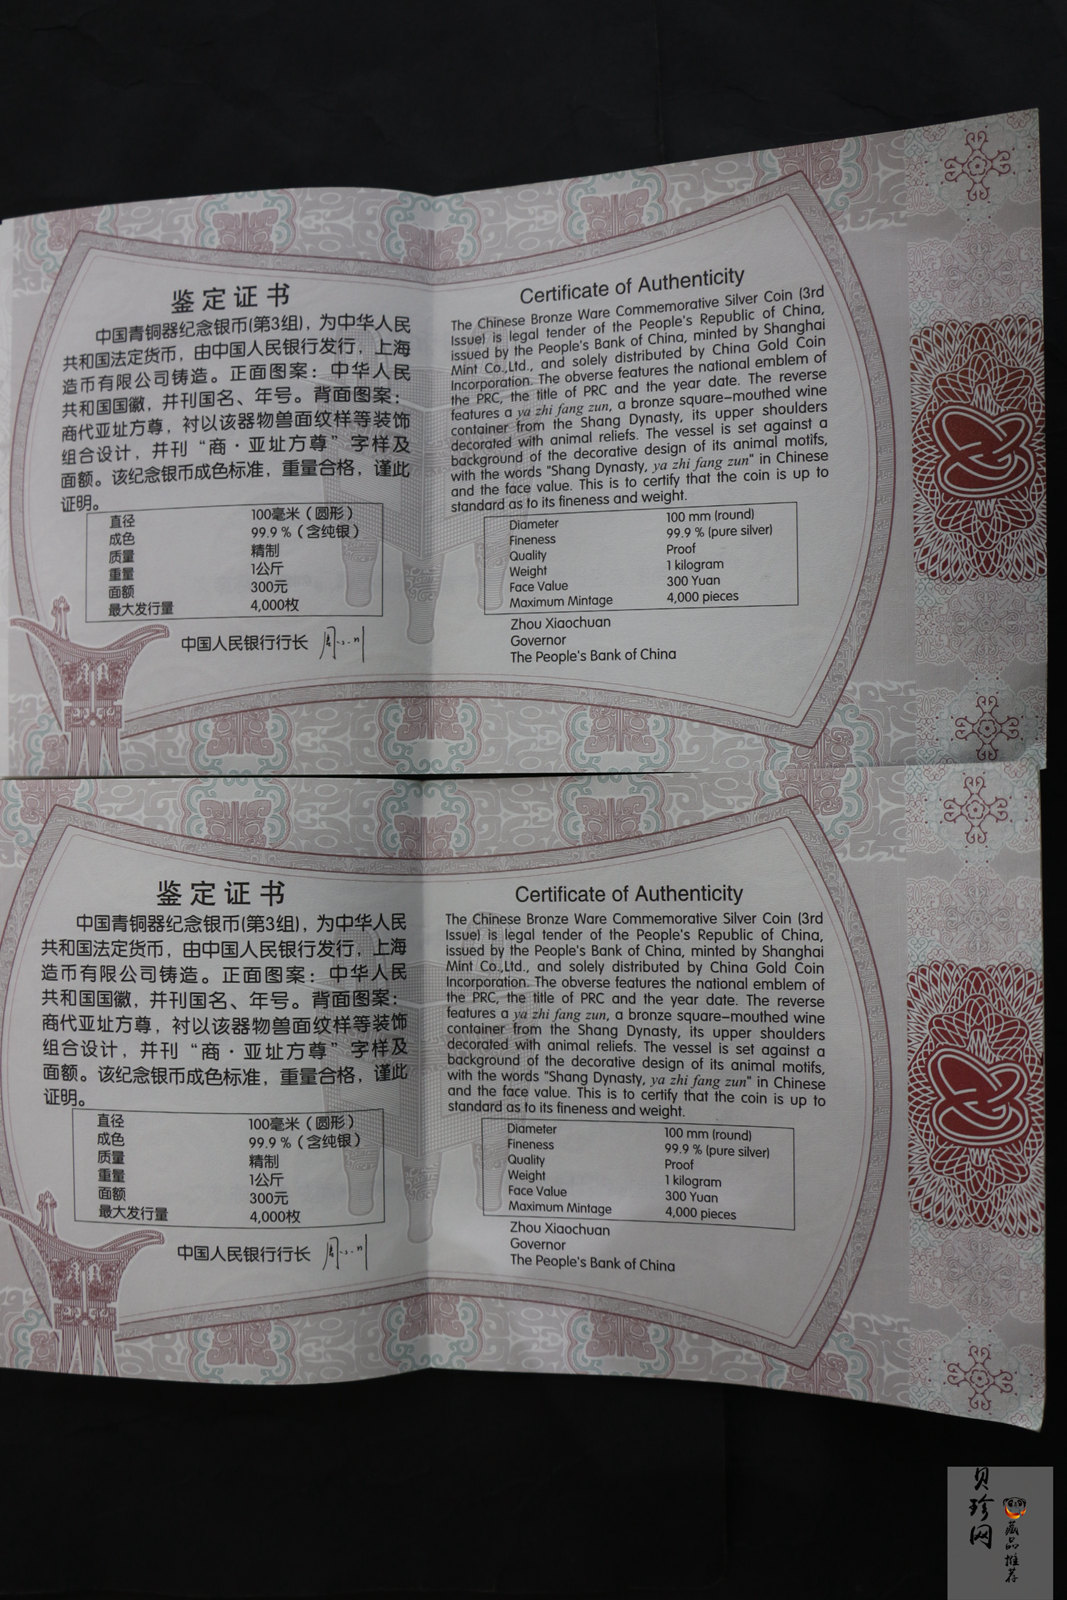 鉴定证书
中国青铜器纪念银币(第3组)，为中华人民
共和国法定货币，由中国人民银行发行，上海
造币有限公司铸造。正面图案：中华人民
共和国国徽，并刊国名、年号。背面图案：
商代亚址方尊，衬以该器物兽面纹样等装饰
组合设计，并刊“商·亚址方尊”字样及
面额。该纪念银币成色标准，重量合格，谨此
证明。
直径 100毫米（圆形）
成色 99.9％（含纯银）
质量 精制
重量 1公斤
面额 300元
最大发行量 4,000枚
中国人民银行行长
Certificate of Authenticity
The Chinese Bronze Ware Commemorative Silver Coin (3rd
Issue) is legal tender of the People's Republic of China,
issued by the People's Bank of China, minted by Shanghai
Mint Co.,Ltd., and solely distributed by China Gold Coin
Incorporation. The obverse features the national emblem of
the PRC, the title of PRC and the year date. The reverse
features a ya zhi fang zun, a bronze square-mouthed wine
container from the Shang Dynasty, its upper shoulders
decorated with animal reliefs. The vessel is set against a
background of the decorative design of its animal motifs,
with the words "Shang Dynasty, ya zhi fang zun" in Chinese
and the face value. This is to certify that the coin is up to
standard as to its fineness and weight.
Diameter 100 mm (round)
Fineness 99.9 % (pure silver)
Quality Proof
Weight 1 kilogram
Face Value 300 Yuan
Maximum Mintage 4,000 pieces
Zhou Xiaochuan
Governor
The People's Bank of China
鉴定证书
中国青铜器纪念银币(第3组)，为中华人民
共和国法定货币，由中国人民银行发行，上海
造币有限公司铸造。正面图案：中华人民
共和国国徽，并刊国名、年号。背面图案：
商代亚址方尊，衬以该器物兽面纹样等装饰
组合设计，并刊“商·亚址方尊”字样及
面额。该纪念银币成色标准，重量合格，谨此
证明。
直径 100毫米（圆形）
成色 99.9％（含纯银）
质量 精制
重量 1公斤
面额 300元
最大发行量 4,000枚
中国人民银行行长
Certificate of Authenticity
The Chinese Bronze Ware Commemorative Silver Coin (3rd
Issue) is legal tender of the People's Republic of China,
issued by the People's Bank of China, minted by Shanghai
Mint Co.,Ltd., and solely distributed by China Gold Coin
Incorporation. The obverse features the national emblem of
the PRC, the title of PRC and the year date. The reverse
features a ya zhi fang zun, a bronze square-mouthed wine
container from the Shang Dynasty, its upper shoulders
decorated with animal reliefs. The vessel is set against a
background of the decorative design of its animal motifs,
with the words "Shang Dynasty, ya zhi fang zun" in Chinese
and the face value. This is to certify that the coin is up to
standard as to its fineness and weight.
Diameter 100 mm (round)
Fineness 99.9 % (pure silver)
Quality Proof
Weight 1 kilogram
Face Value 300 Yuan
Maximum Mintage 4,000 pieces
Zhou Xiaochuan
Governor
The People's Bank of China
贝珍网
藏品推荐